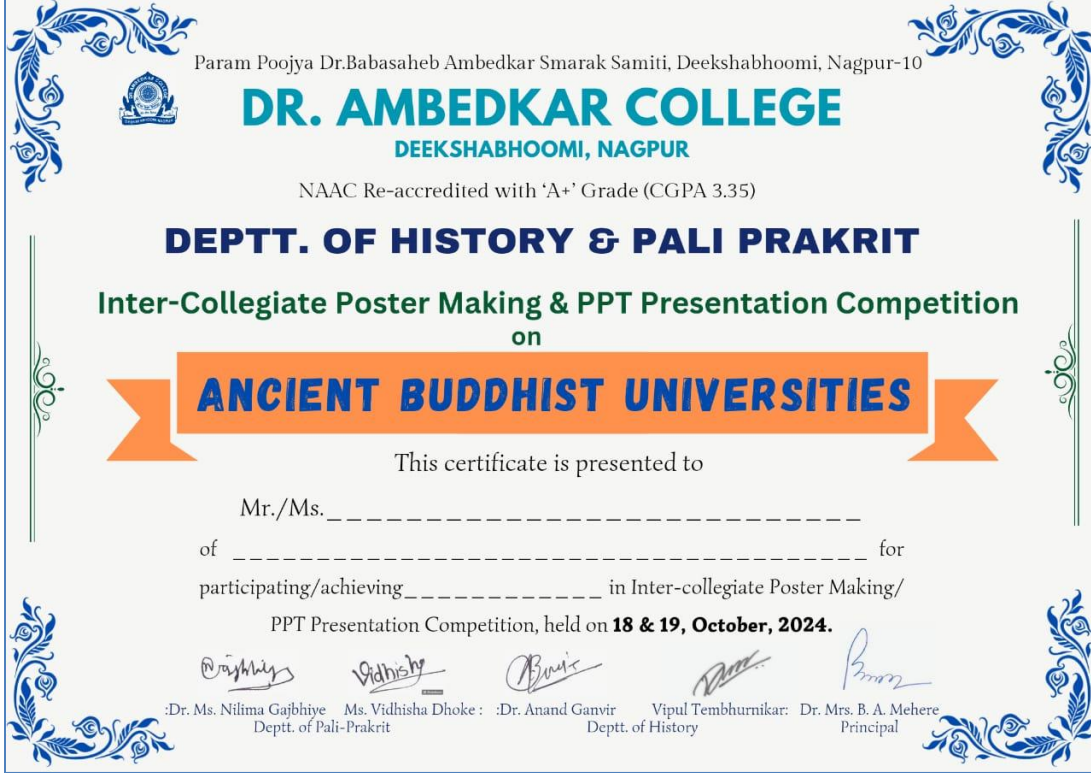 Param Poojya Dr.Babasaheb Ambedkar Smarak Samiti, Deekshabhoomi, Nagpur-10
DR. AMBEDKAR COLLEGE
DEEKSHABHOOMI, NAGPUR
NAAC Re-accredited with ‘A+’ Grade (CGPA 3.35)
DEPTT. OF HISTORY & PALI PRAKRIT
Inter-Collegiate Poster Making & PPT Presentation Competition
on
ANCIENT BUDDHIST UNIVERSITIES
This certificate is presented to
Mr./Ms.____________________________
of ______________________________________ for
participating/achieving____________ in Inter-collegiate Poster Making/
PPT Presentation Competition, held on 18 & 19, October, 2024.
Vidhisha
:Dr. Ms. Nilima Gajbhiye Ms. Vidhisha Dhoke : :Dr. Anand Ganvir Vipul Tembhurnikar: Dr. Mrs. B. A. Mehere
Deptt. of Pali-Prakrit Deptt. of History Principal